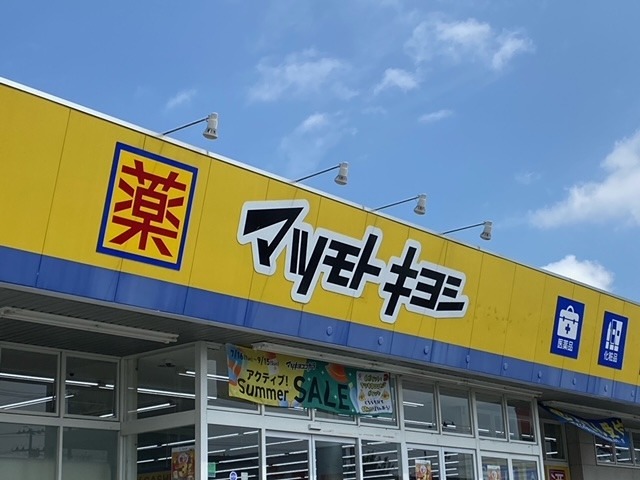 薬
マツモトキヨシ
医薬品
化粧品
アクティブ!
Summer
SALE